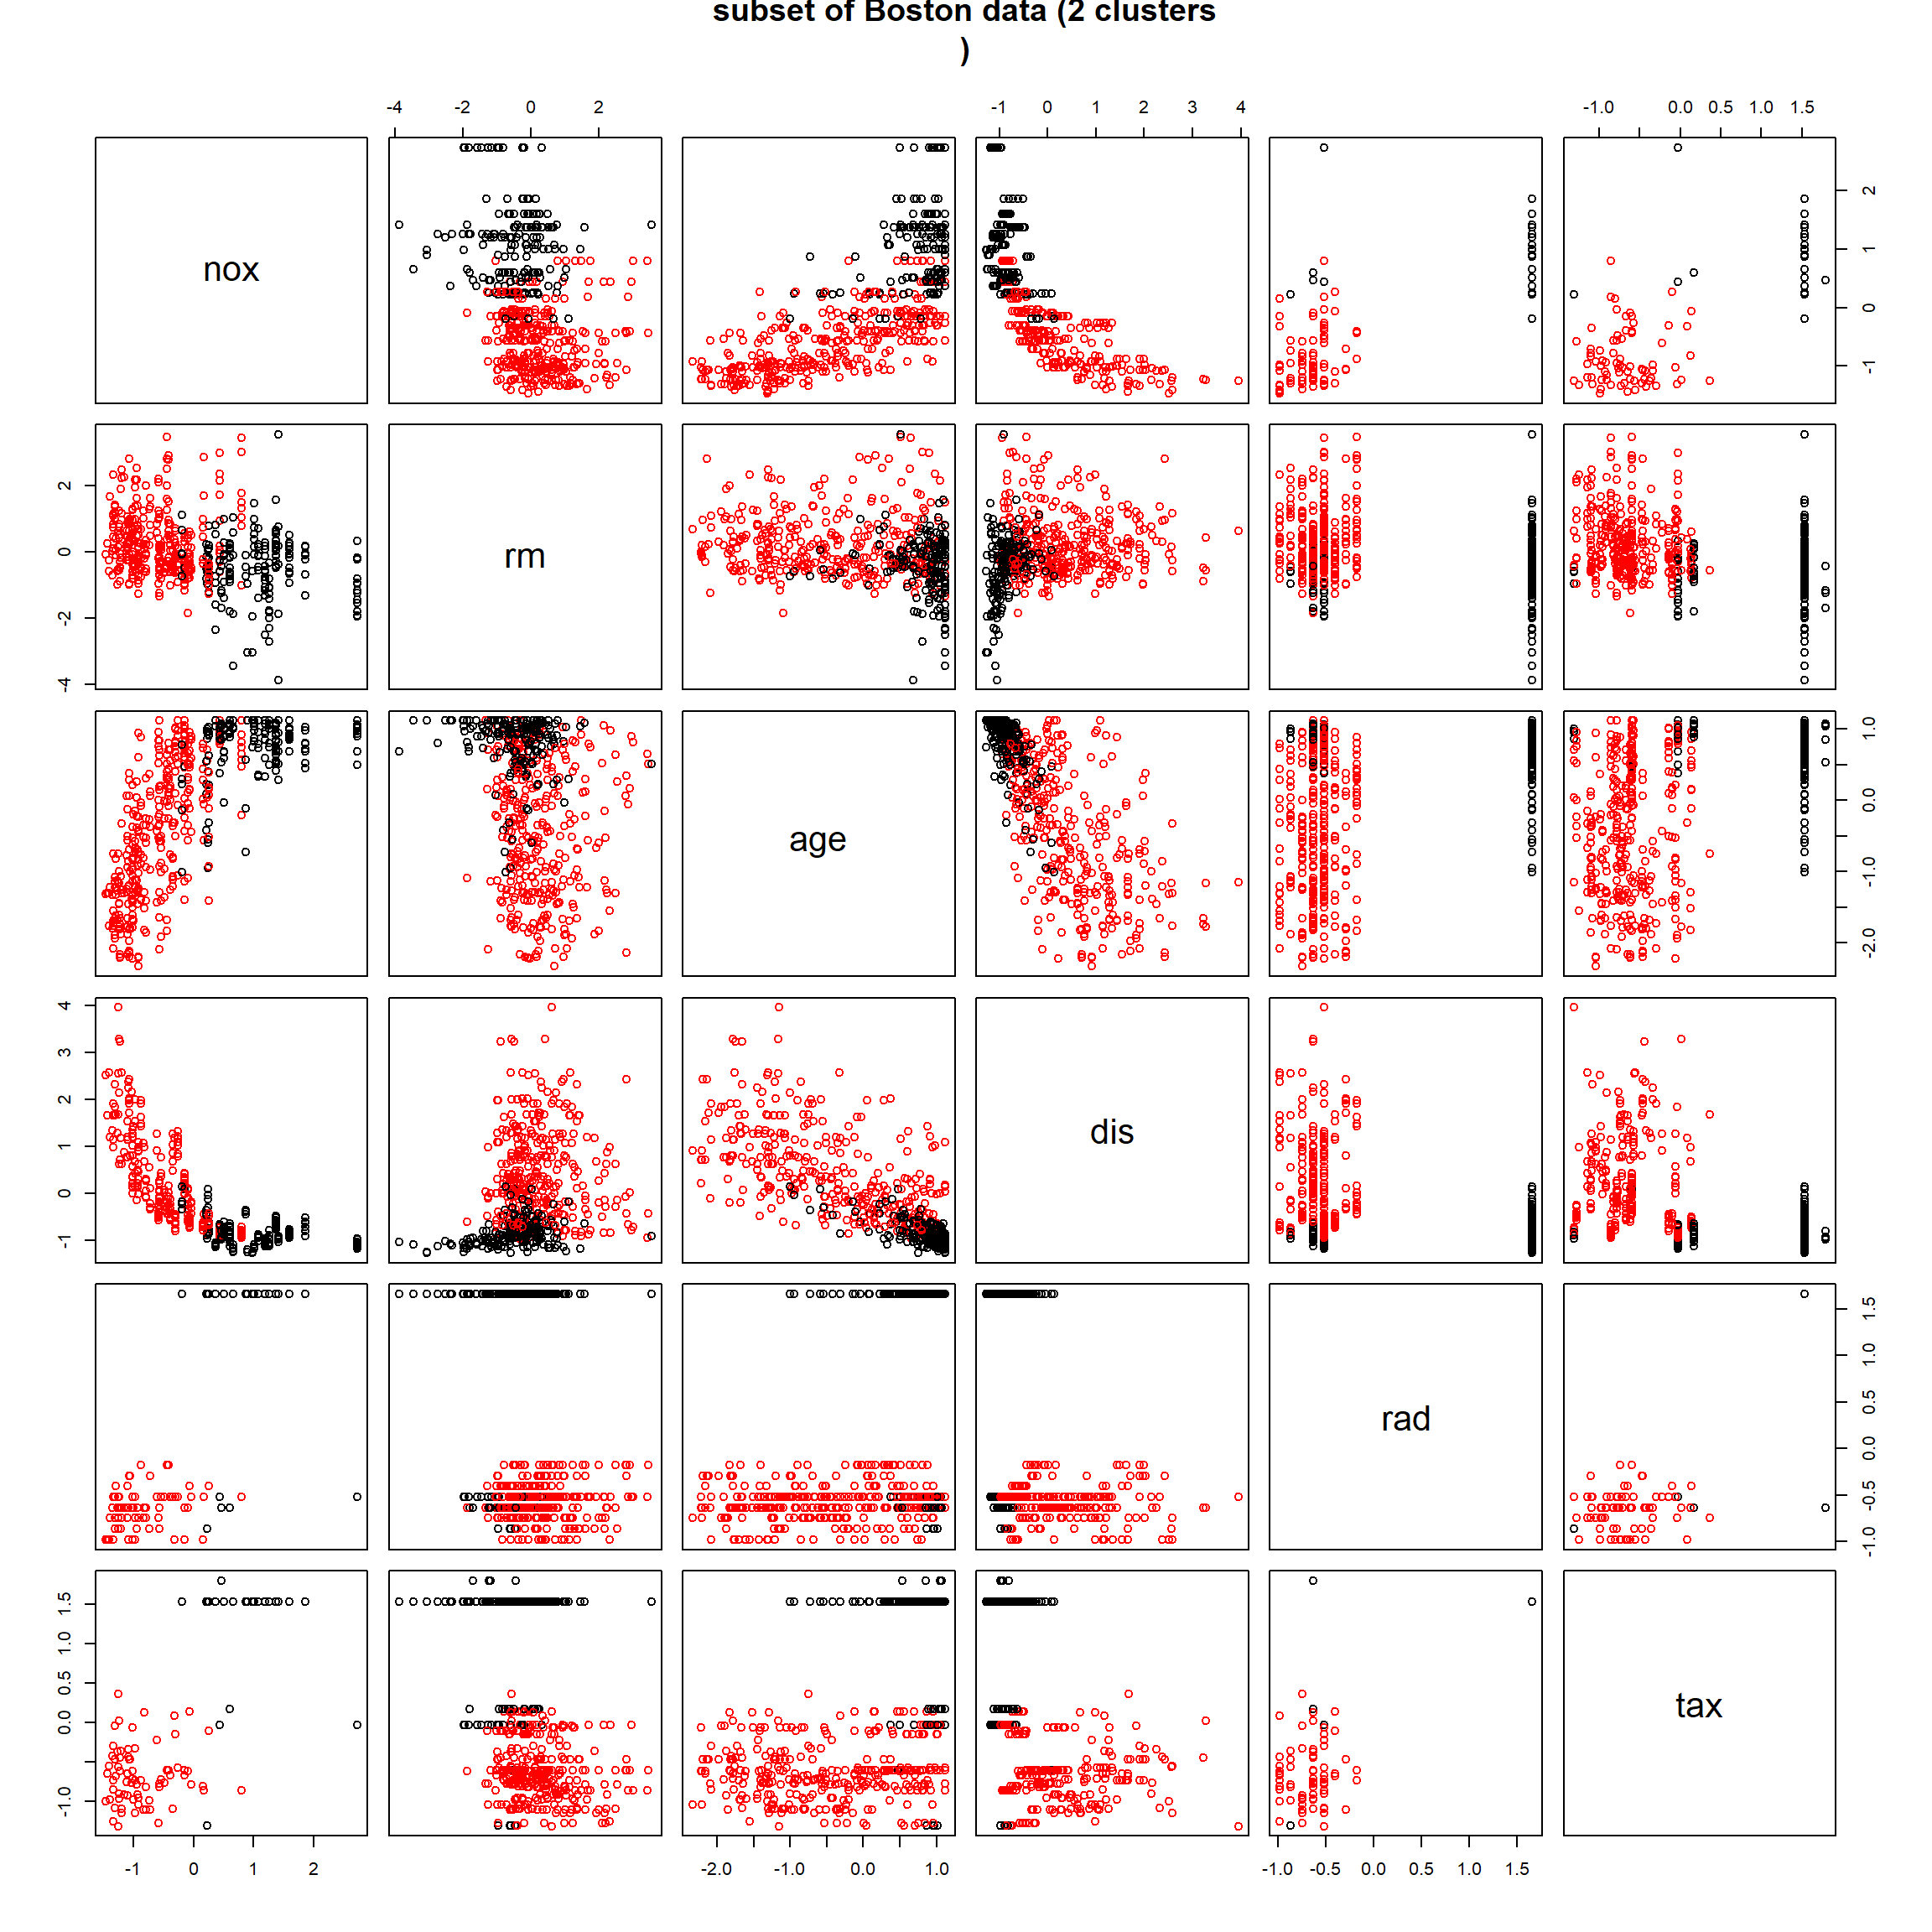 subset of Boston data (2 clusters
)
-4 -2 0 2
-1 0 1 2 3 4
-1.0 0.0 0.5 1.0 1.5
nox
2 1 0 -1
2 0 -2 -4
rm
age
1.0 0.0 -1.0 -2.0
4 3 2 1 0 -1
dis
rad
1.5 1.0 0.5 0.0 -0.5 -1.0
1.5 1.0 0.5 0.0 -1.0
tax
-1 0 1 2
-2.0 -1.0 0.0 1.0
-1.0 -0.5 0.0 0.5 1.0 1.5